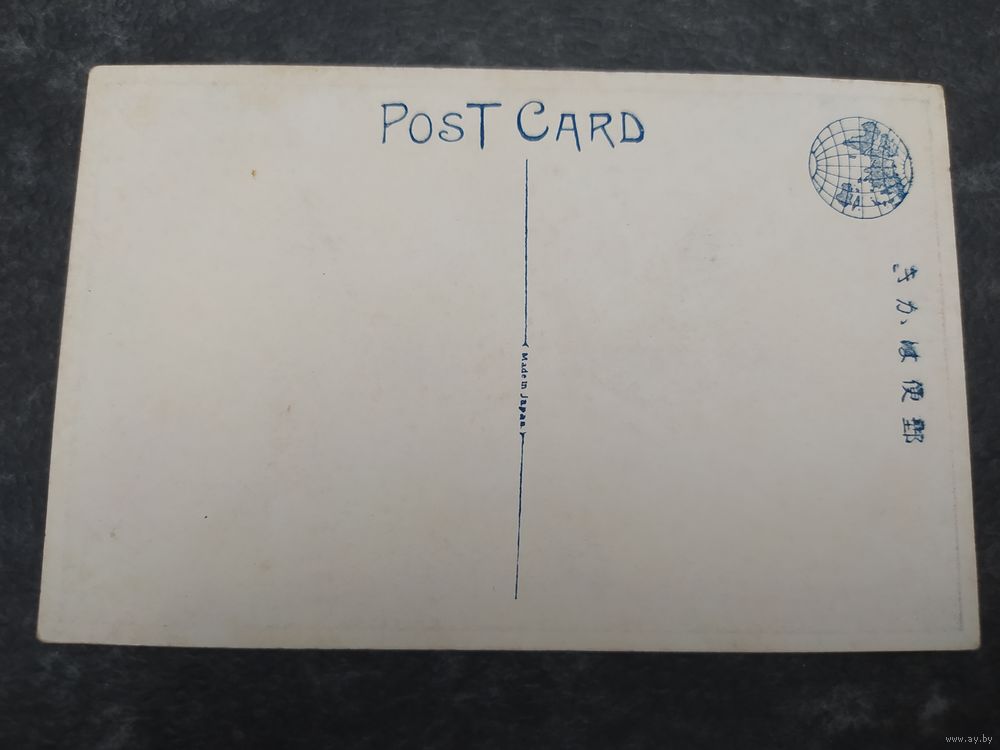 POST CARD
Made in Japan
郵便はがき
www.ay.by